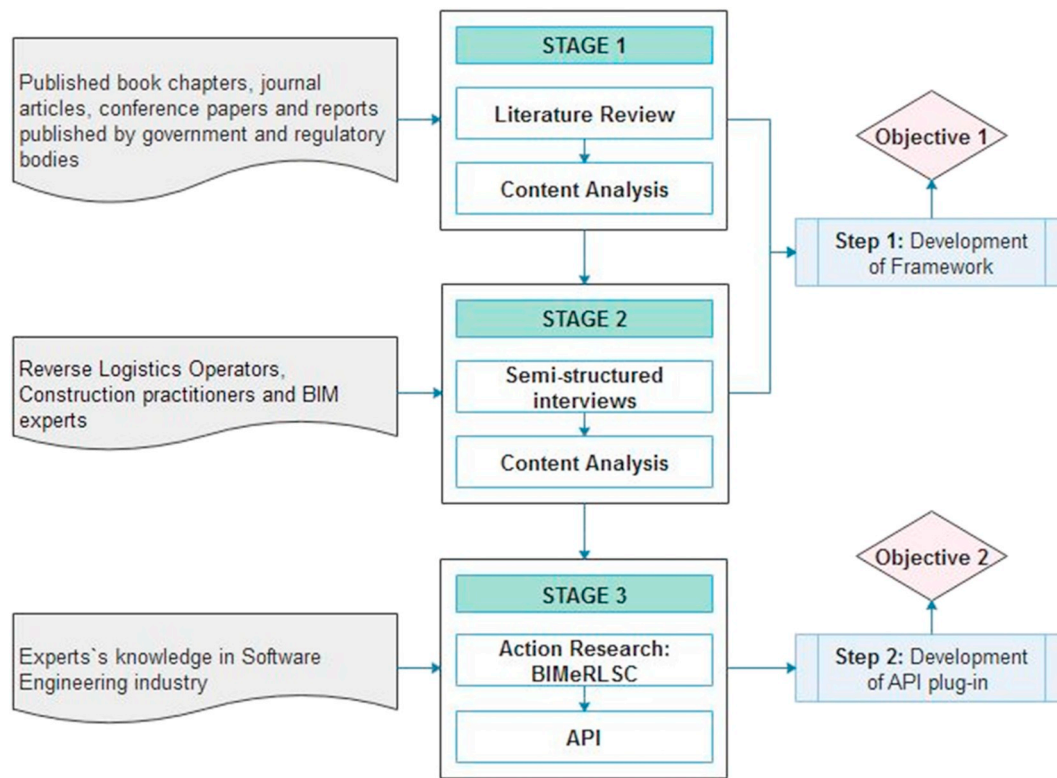 Published book chapters, journal
articles, conference papers and reports
published by government and regulatory
bodies
STAGE 1
Literature Review
Content Analysis
Objective 1
Step 1: Development
of Framework
Reverse Logistics Operators,
Construction practitioners and BIM
experts
STAGE 2
Semi-structured
interviews
Content Analysis
Experts`s knowledge in Software
Engineering industry
STAGE 3
Action Research:
BIMeRLSC
API
Objective 2
Step 2: Development
of API plug-in